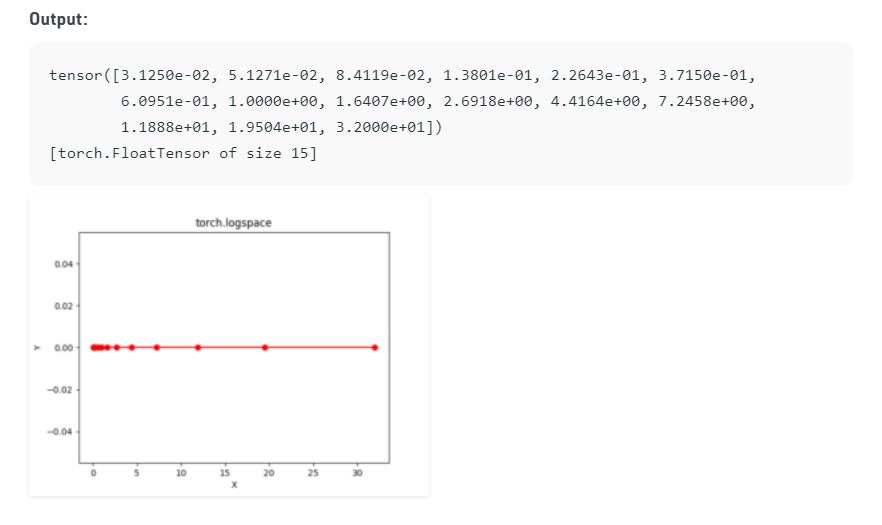 Output:
tensor([3.1250e-02, 5.1271e-02, 8.4119e-02, 1.3801e-01, 2.2643e-01, 3.7150e-01,
6.0951e-01, 1.0000e+00, 1.6407e+00, 2.6918e+00, 4.4164e+00, 7.2458e+00,
1.1888e+01, 1.9504e+01, 3.2000e+01])
[torch.FloatTensor of size 15]
torch.logspace
0.04
0.02
Y
0.00
−0.02
−0.04
0 5 10 15 20 25 30
X